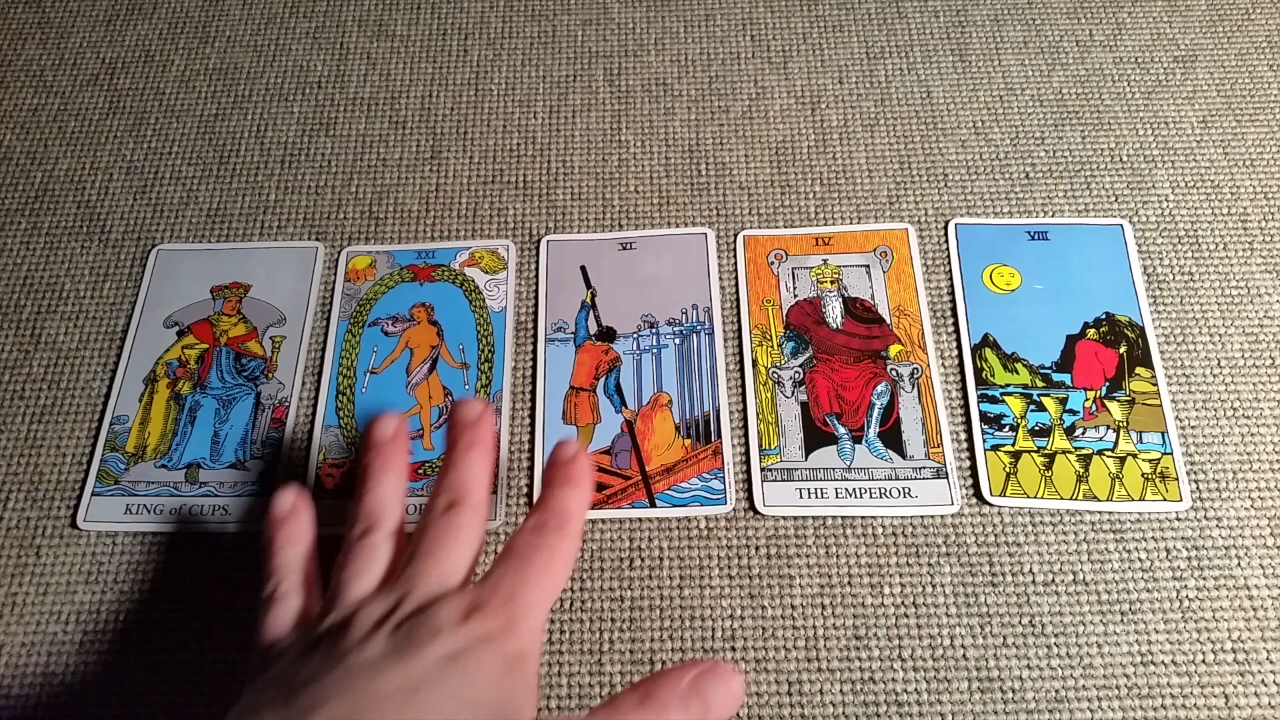 KING of CUPS.
XXI
VI
IV
THE EMPEROR.
VIII